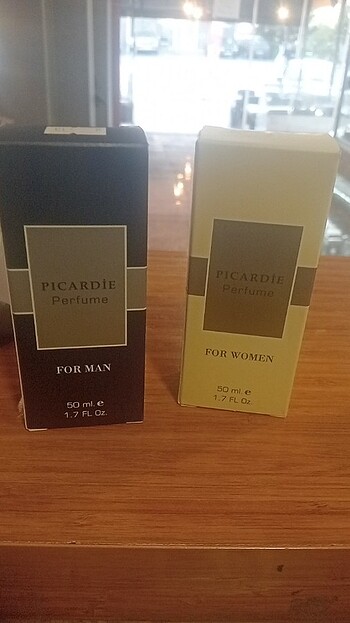 PICARDİE
Perfume
FOR MAN
50 ml. e
1.7 FL Oz.
PICARDİE
Perfume
FOR WOMEN
50 ml. e
1.7 FL Oz.